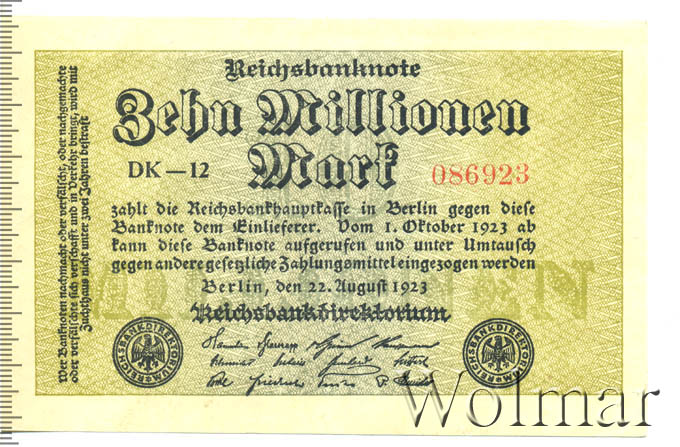 Reichsbanknote
Zehn Millionen
Mark
DK—12
086923
zahlt die Reichsbankhauptkasse in Berlin gegen diese
Banknote dem Einlieferer. Vom 1. Oktober 1923 ab
kann diese Banknote aufgerufen und unter Umtausch
gegen andere gesetzliche Zahlungsmittel eingezogen werden
Berlin, den 22. August 1923
Reichsbankdirektorium
REICHSBANKDIREKTORIUM
REICHSBANKDIREKTORIUM
Wer Banknoten nachmacht oder verfälscht, oder nachgemachte
oder verfälschte sich verschafft und in Verkehr bringt, wird mit
Zuchthaus nicht unter zwei Jahren bestraft
Wolmar